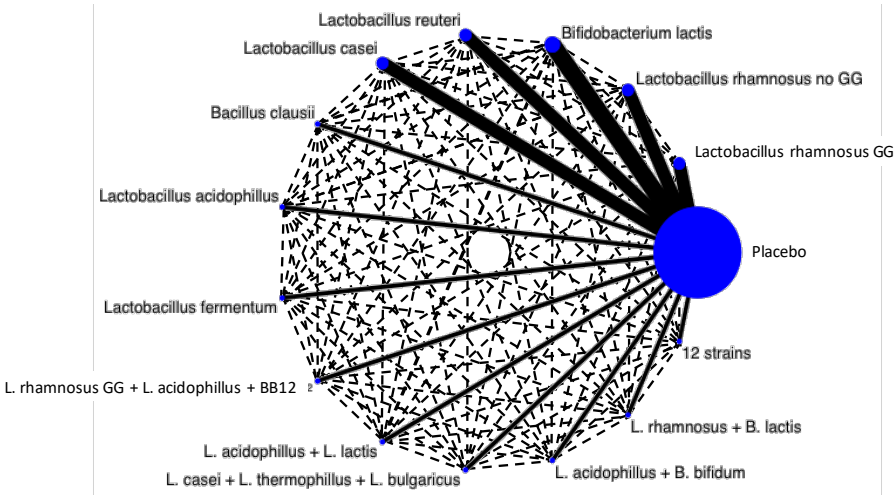 Lactobacillus reuteri
Bifidobacterium lactis
Lactobacillus casei
Lactobacillus rhamnosus no GG
Bacillus clausii
Lactobacillus rhamnosus GG
Lactobacillus acidophillus
Placebo
Lactobacillus fermentum
12 strains
L. rhamnosus GG + L. acidophillus + BB12
L. rhamnosus + B. lactis
L. acidophillus + L. lactis
L. acidophillus + B. bifidum
L. casei + L. thermophillus + L. bulgaricus